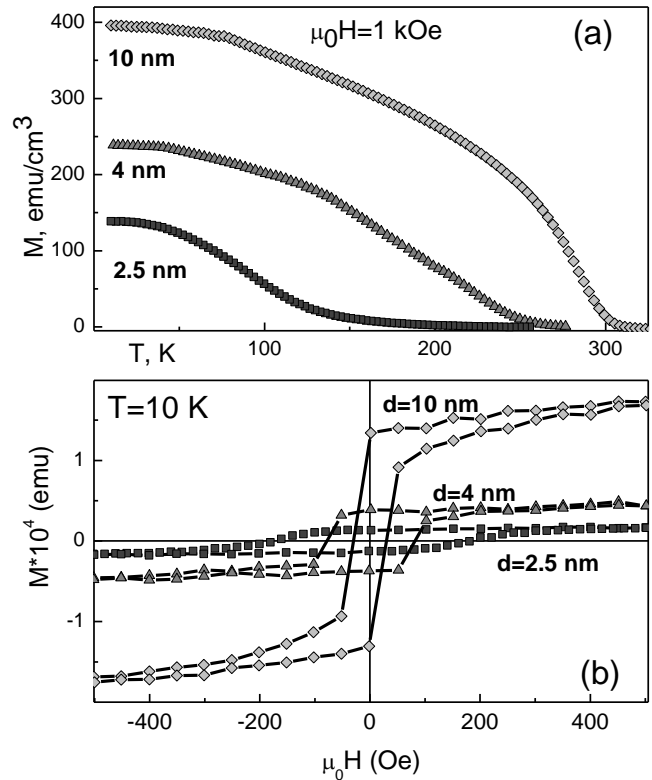 400
μ₀H=1 kOe
(a)
10 nm
300
M, emu/cm³
200
4 nm
100
2.5 nm
0
T, K
100
200
300
T=10 K
d=10 nm
1
d=4 nm
M*10⁴ (emu)
0
d=2.5 nm
-1
(b)
-400
-200
0
200
400
μ₀H (Oe)